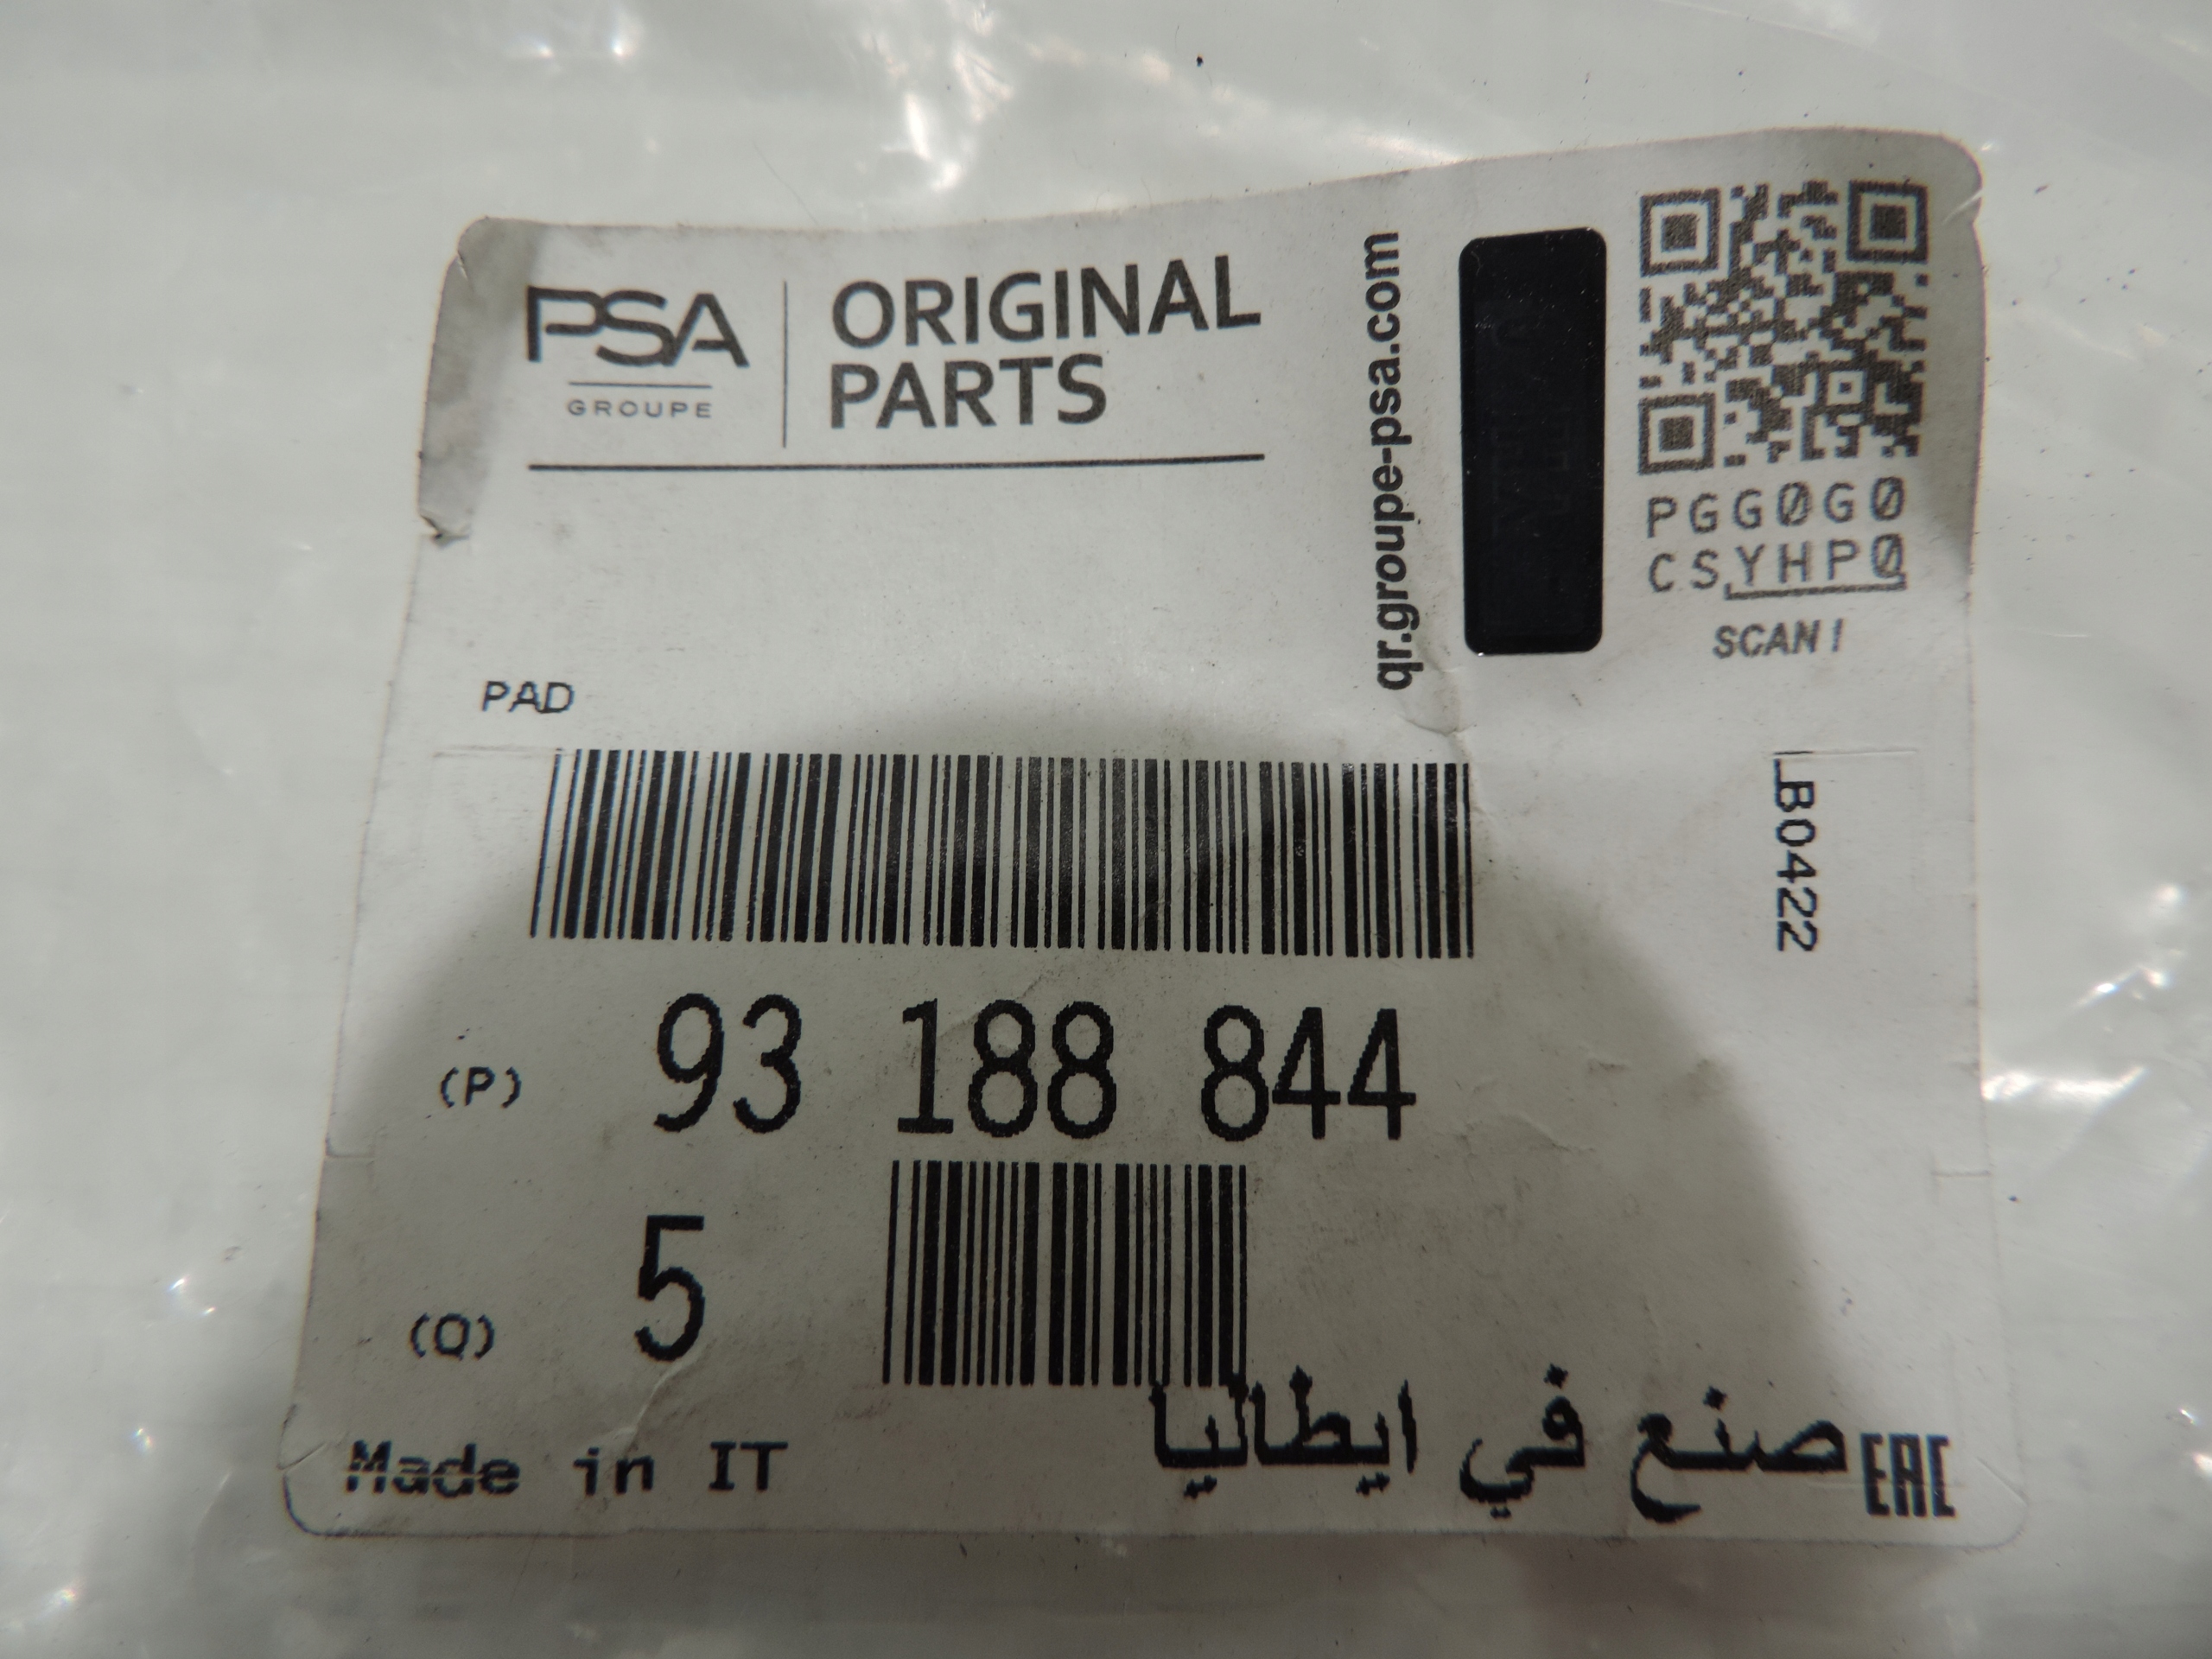 PSA
GROUPE
ORIGINAL
PARTS
qr.groupe-psa.com
PGG0G0
CSYHP0
SCAN!
PAD
LB0422
(P) 93 188 844
(Q) 5
Made in IT
صنع في ايطاليا
EAC